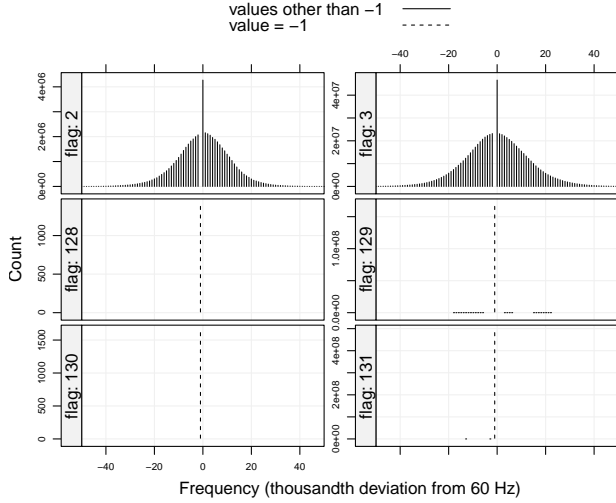 values other than −1
value = −1
−40 −20 0 20 40
flag: 2
0e+00 2e+06 4e+06
flag: 3
0e+00 2e+07 4e+07
flag: 128
0 500 1000
flag: 129
0.0e+00 1.0e+08
flag: 130
0 500 1000 1500
flag: 131
0e+00 2e+08 4e+08
Count
−40 −20 0 20 40
Frequency (thousandth deviation from 60 Hz)